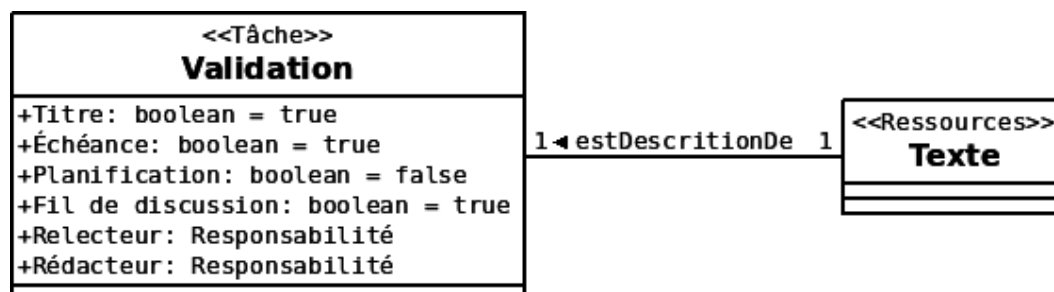 <<Tâche>>
Validation
+Titre: boolean = true
+Échéance: boolean = true
+Planification: boolean = false
+Fil de discussion: boolean = true
+Relecteur: Responsabilité
+Rédacteur: Responsabilité
1◄estDescritionDe 1
<<Ressources>>
Texte